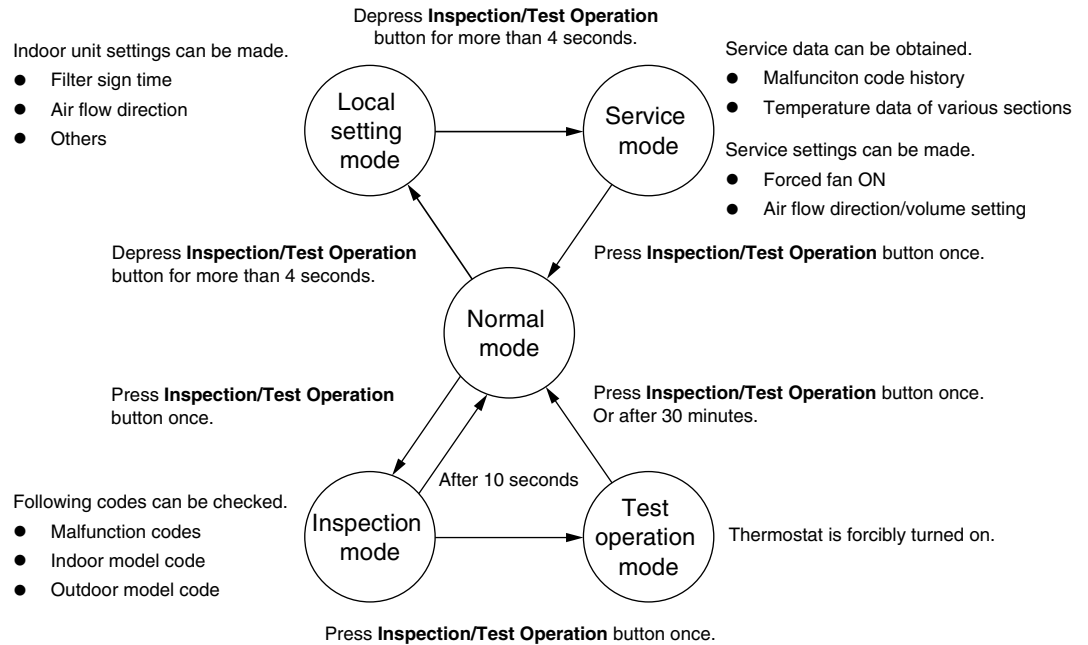 Depress Inspection/Test Operation
button for more than 4 seconds.
Indoor unit settings can be made.
● Filter sign time
● Air flow direction
● Others
Local
setting
mode
Service
mode
Service data can be obtained.
● Malfunciton code history
● Temperature data of various sections
Service settings can be made.
● Forced fan ON
● Air flow direction/volume setting
Depress Inspection/Test Operation
button for more than 4 seconds.
Press Inspection/Test Operation button once.
Normal
mode
Press Inspection/Test Operation
button once.
Press Inspection/Test Operation button once.
Or after 30 minutes.
After 10 seconds
Following codes can be checked.
● Malfunction codes
● Indoor model code
● Outdoor model code
Inspection
mode
Test
operation
mode
Thermostat is forcibly turned on.
Press Inspection/Test Operation button once.